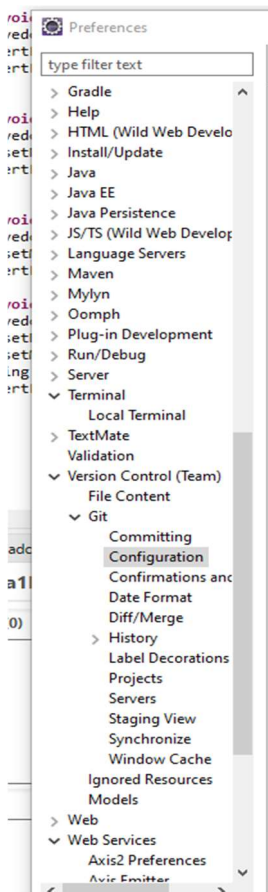 Preferences
type filter text
Gradle
Help
HTML (Wild Web Develo
Install/Update
Java
Java EE
Java Persistence
JS/TS (Wild Web Develop
Language Servers
Maven
Mylyn
Oomph
Plug-in Development
Run/Debug
Server
Terminal
Local Terminal
TextMate
Validation
Version Control (Team)
File Content
Git
Committing
Configuration
Confirmations and
Date Format
Diff/Merge
History
Label Decorations
Projects
Servers
Staging View
Synchronize
Window Cache
Ignored Resources
Models
Web
Web Services
Axis2 Preferences
Axis Emitter